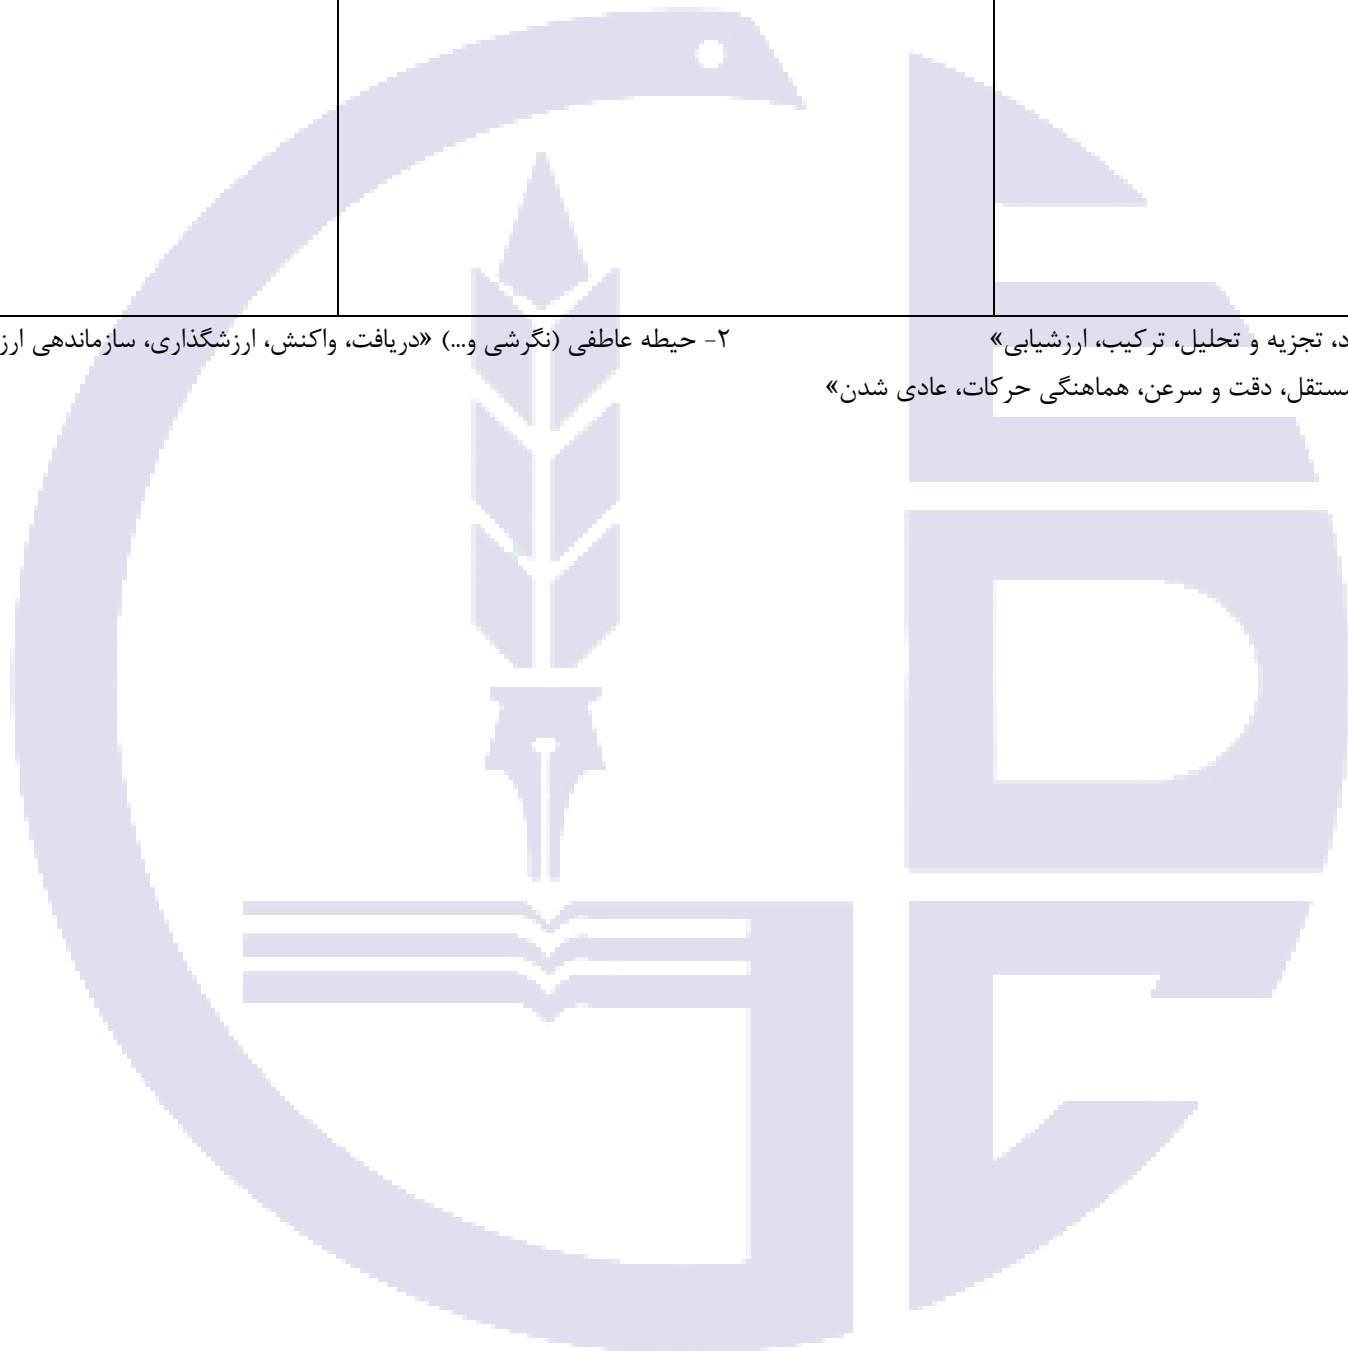 د، تجزیه و تحلیل، ترکیب، ارزشیابی» ۲- حیطه عاطفی (نگرشی و...) «دریافت، واکنش، ارزشگذاری، سازماندهی ارز
مستقل، دقت و سرعن، هماهنگی حرکات، عادی شدن»